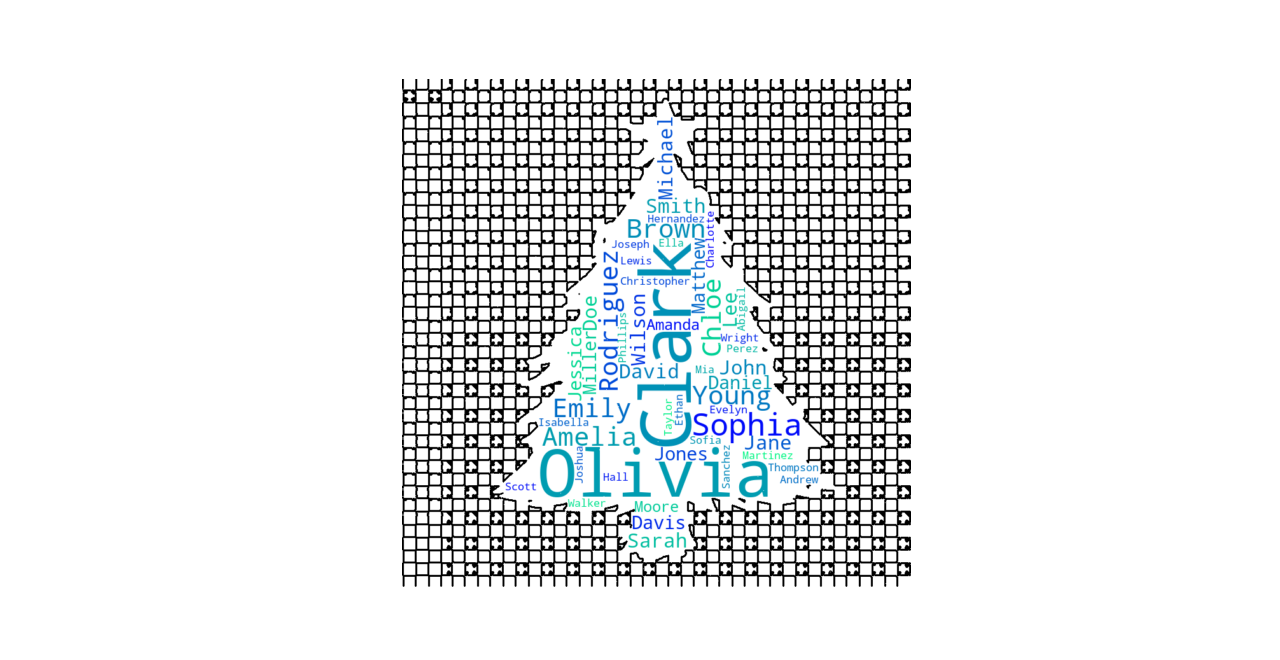 Michael
Smith
Hernandez
Charlotte
Brown
Joseph
Ella
Lewis
Matthew
Christopher
Clark
Rodriguez
Wilson
Doe
Chloe
Lee
Abigail
Amanda
Phillips
Jessica
Miller
Wright
Perez
David
Mia
John
Daniel
Young
Emily
Taylor
Ethan
Evelyn
Isabella
Sophia
Amelia
Sofia
Jane
Jones
Martinez
Olivia
Joshua
Sanchez
Thompson
Hall
Andrew
Scott
Walker
Moore
Davis
Sarah